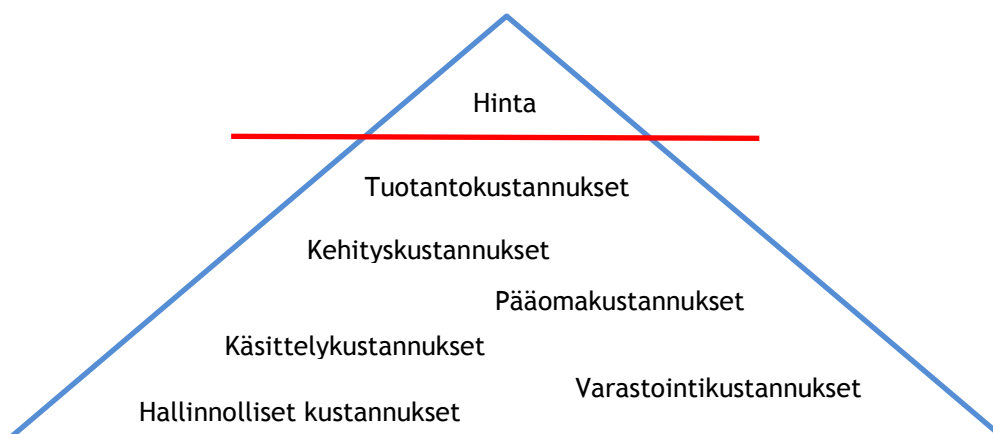 Hinta
Tuotantokustannukset
Kehityskustannukset
Pääomakustannukset
Käsittelykustannukset
Varastointikustannukset
Hallinnolliset kustannukset